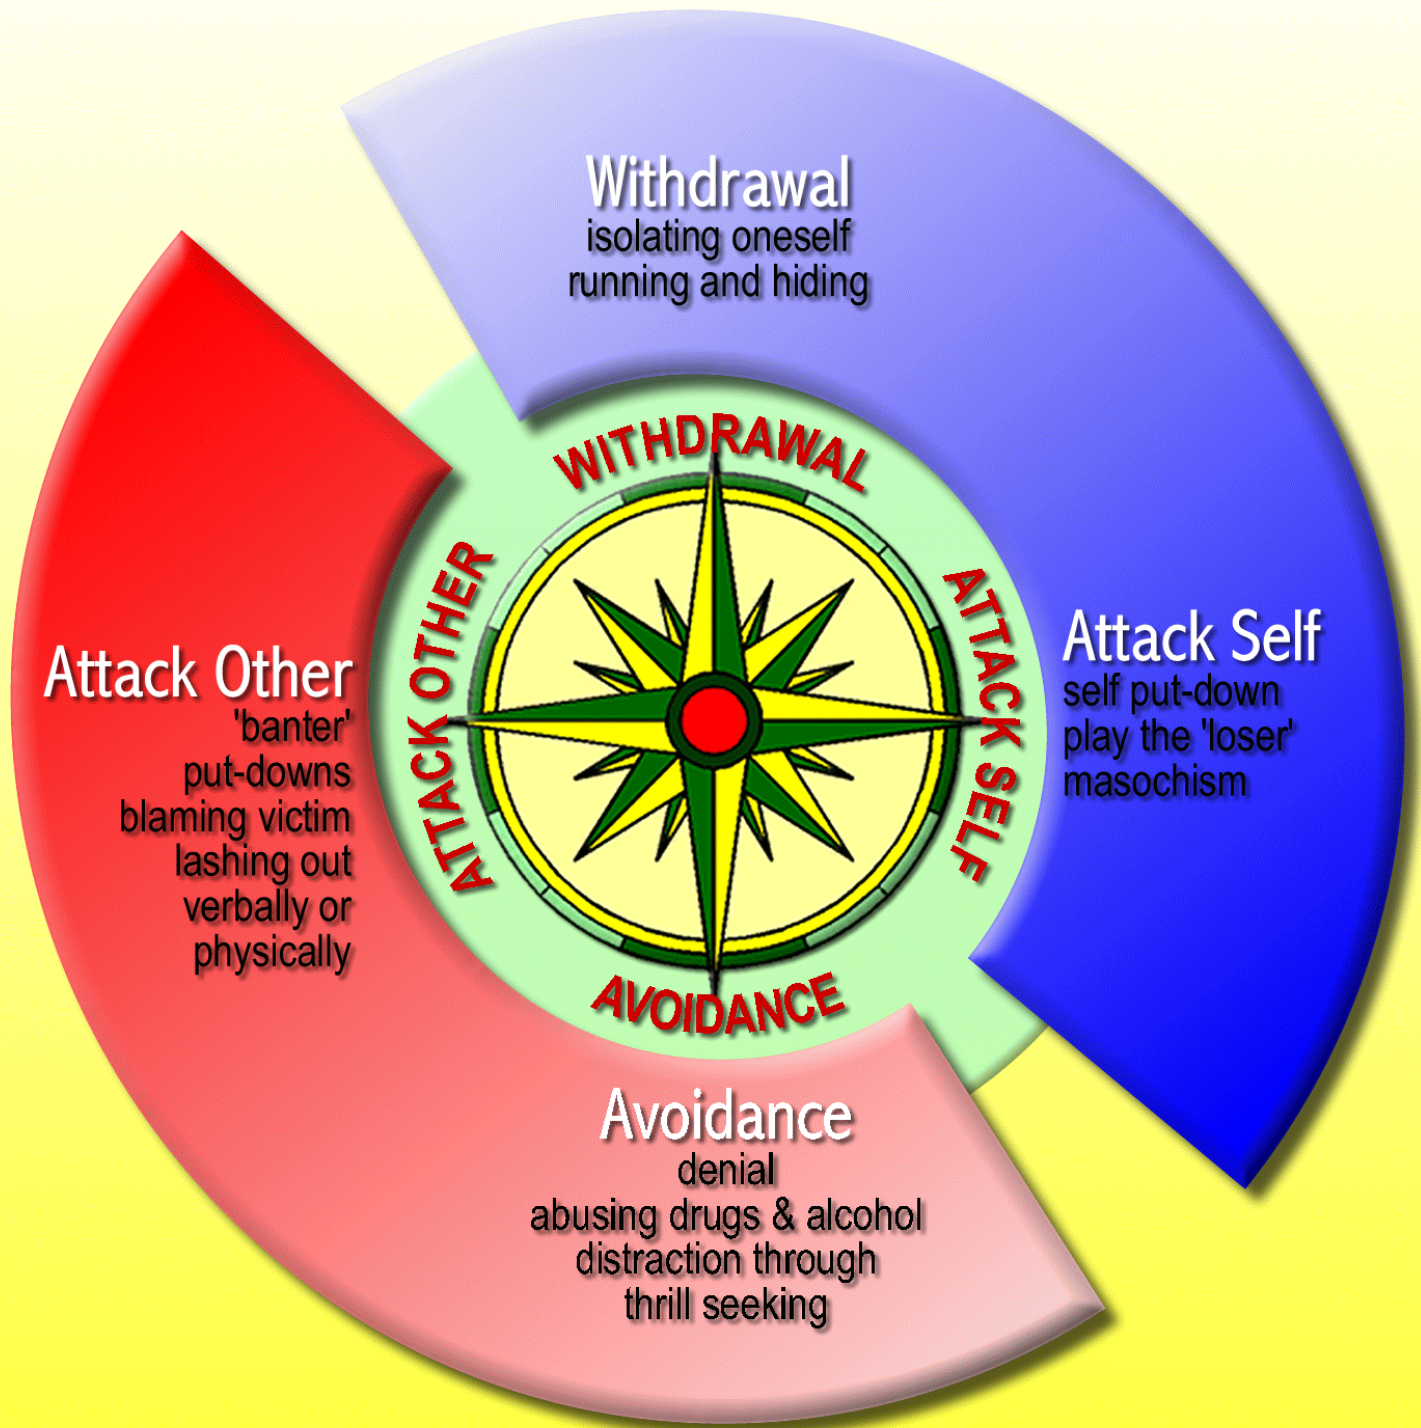 Withdrawal
isolating oneself
running and hiding
WITHDRAWAL
ATTACK OTHER
ATTACK SELF
AVOIDANCE
Attack Self
self put-down
play the 'loser'
masochism
Attack Other
'banter'
put-downs
blaming victim
lashing out
verbally or
physically
Avoidance
denial
abusing drugs & alcohol
distraction through
thrill seeking